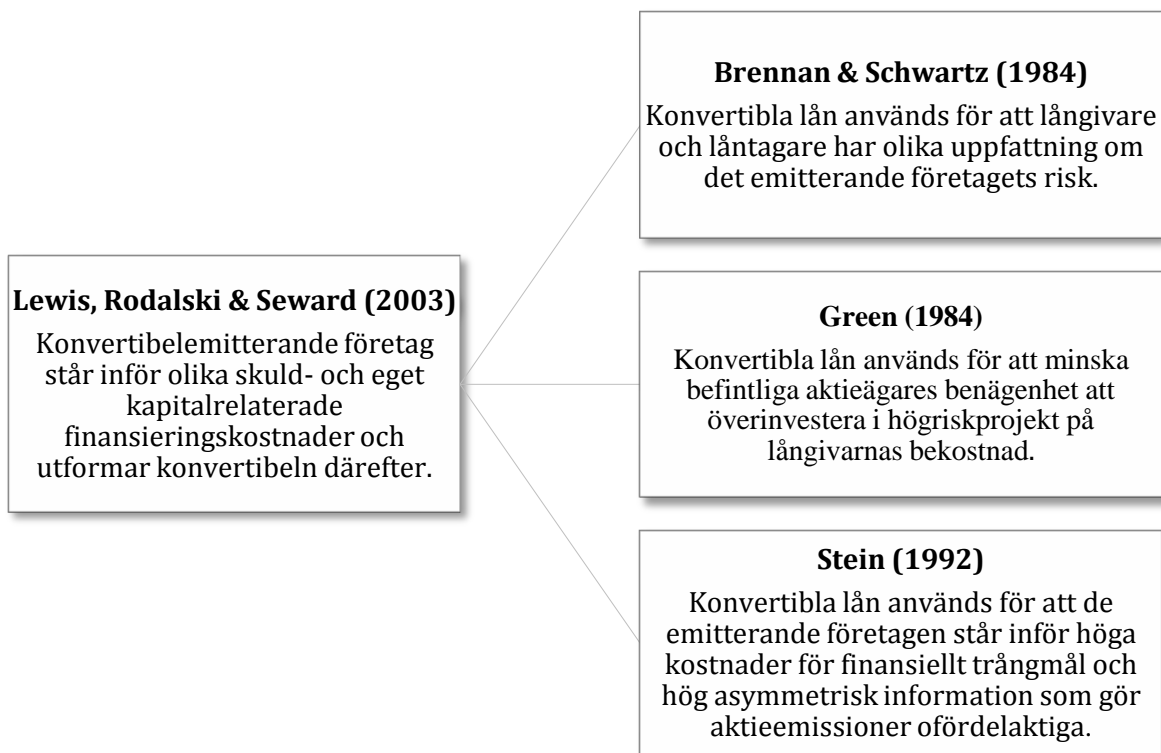 Lewis, Rodalski & Seward (2003)
Konvertibelemitterande företag
står inför olika skuld- och eget
kapitalrelaterade
finansieringskostnader och
utformar konvertibeln därefter.
Brennan & Schwartz (1984)
Konvertibla lån används för att långivare
och låntagare har olika uppfattning om
det emitterande företagets risk.
Green (1984)
Konvertibla lån används för att minska
befintliga aktieägares benägenhet att
överinvestera i högriskprojekt på
långivarnas bekostnad.
Stein (1992)
Konvertibla lån används för att de
emitterande företagen står inför höga
kostnader för finansiellt trångmål och
hög asymmetrisk information som gör
aktieemissioner ofördelaktiga.